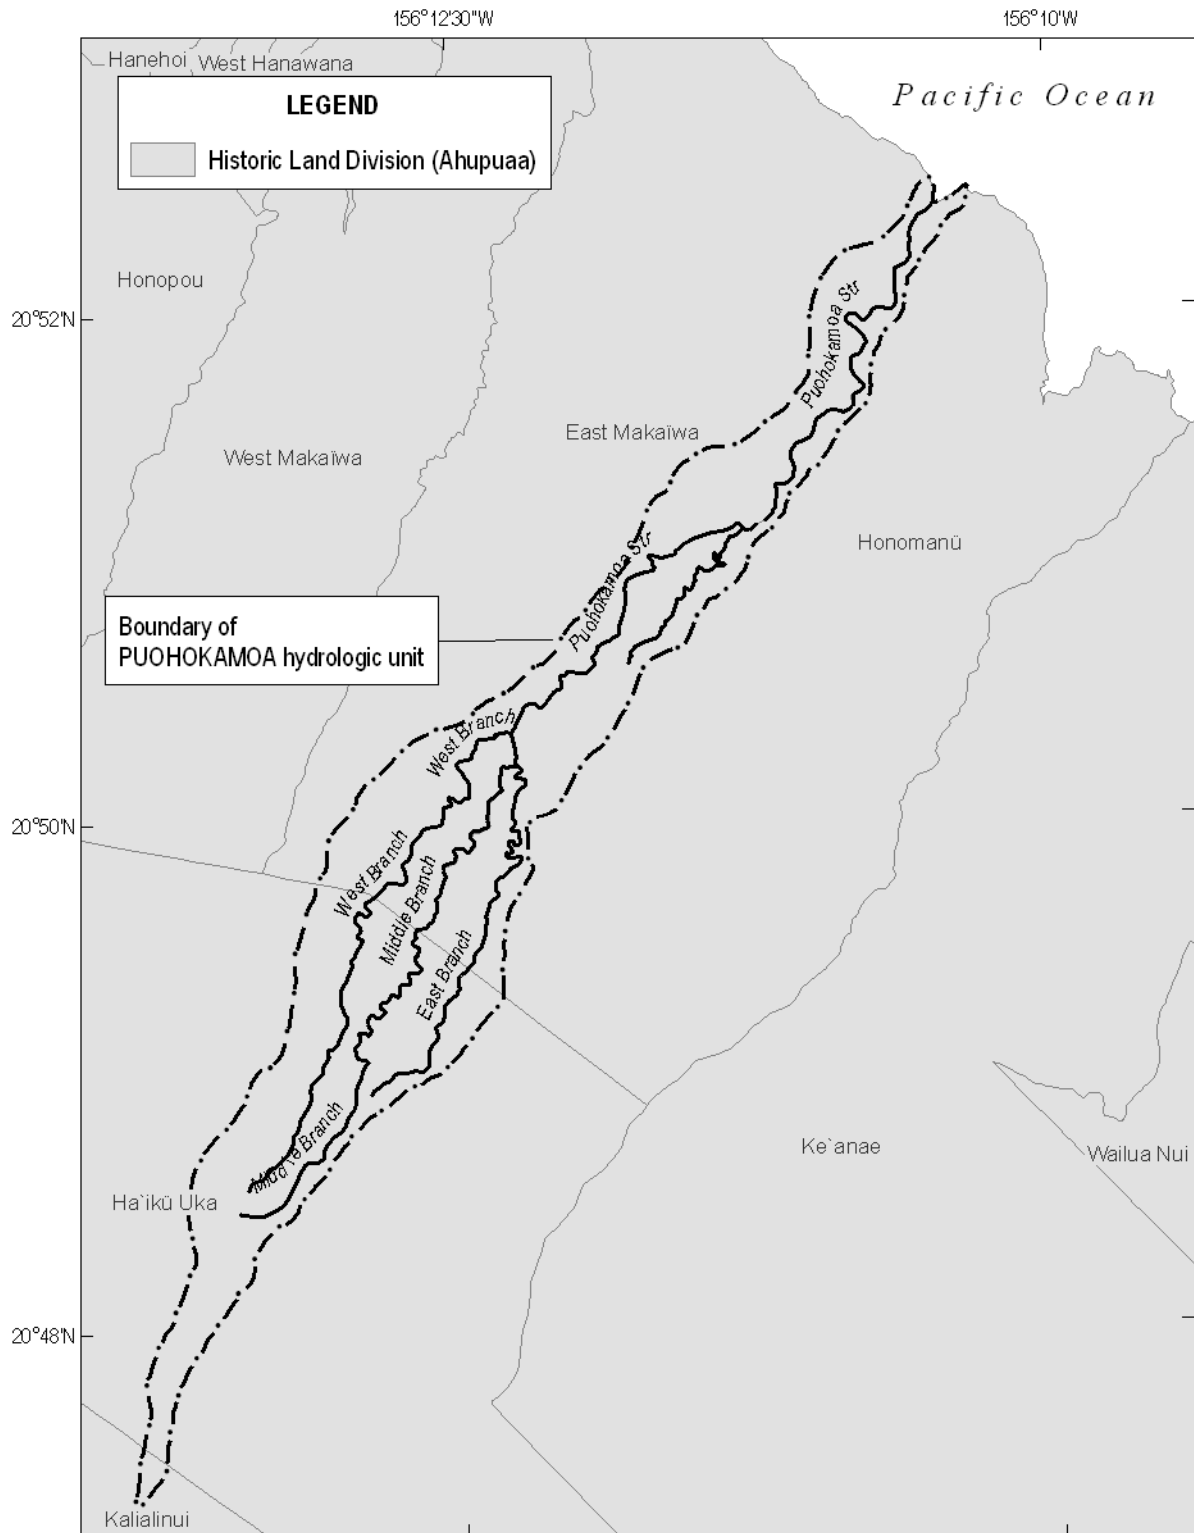 156°12'30"W
156°10'W
Hanehoi
West Hanawana
Pacific Ocean
LEGEND
Historic Land Division (Ahupuaa)
Honopou
Puohokamoa Str
20°52'N
East Makaïwa
West Makaïwa
Honomanü
Puohokamoa Str
Boundary of
PUOHOKAMOA hydrologic unit
West Branch
20°50'N
West Branch
Middle Branch
East Branch
Middle Branch
Ke`anae
Wailua Nui
Ha`ikü Uka
20°48'N
Kalialinui